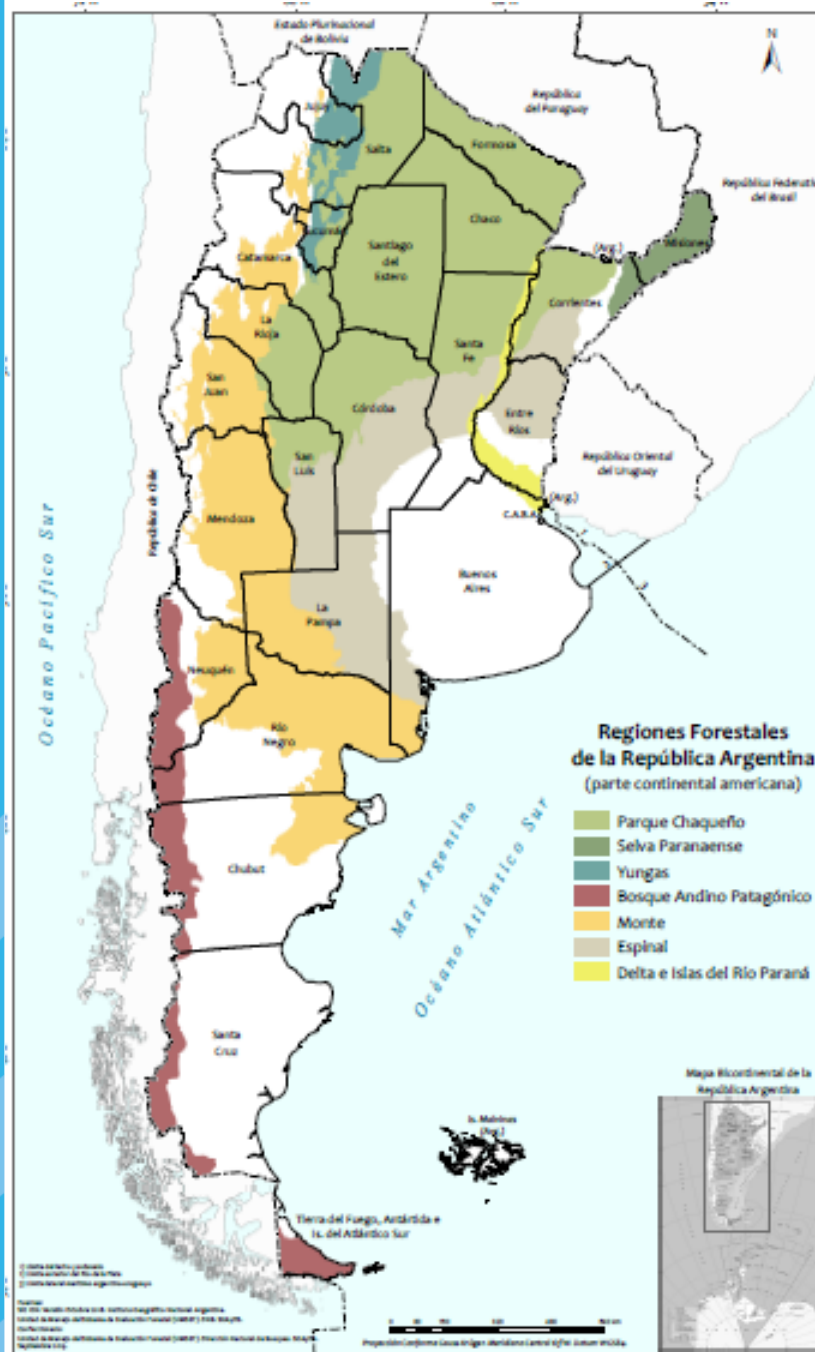 Estado Plurinacional
de Bolivia
N
República
del Paraguay
Jujuy
Salta
Formosa
República Federativa
del Brasil
Chaco
(Arg.)
Misiones
Tucumán
Santiago
del
Estero
Catamarca
Corrientes
La
Rioja
Santa
Fe
San
Juan
Córdoba
Entre
Ríos
República Oriental
del Uruguay
San
Luis
República de Chile
Mendoza
(Arg.)
C.A.B.A.
Buenos
Aires
La
Pampa
Océano Pacífico Sur
Neuquén
Río
Negro
Regiones Forestales
de la República Argentina
(parte continental americana)
Parque Chaqueño
Selva Paranaense
Yungas
Bosque Andino Patagónico
Monte
Espinal
Delta e Islas del Río Paraná
Chubut
Mar Argentino
Océano Atlántico Sur
Santa
Cruz
Mapa Bicontinental de la
República Argentina
Is. Malvinas
(Arg.)
Tierra del Fuego, Antártida e
Is. del Atlántico Sur